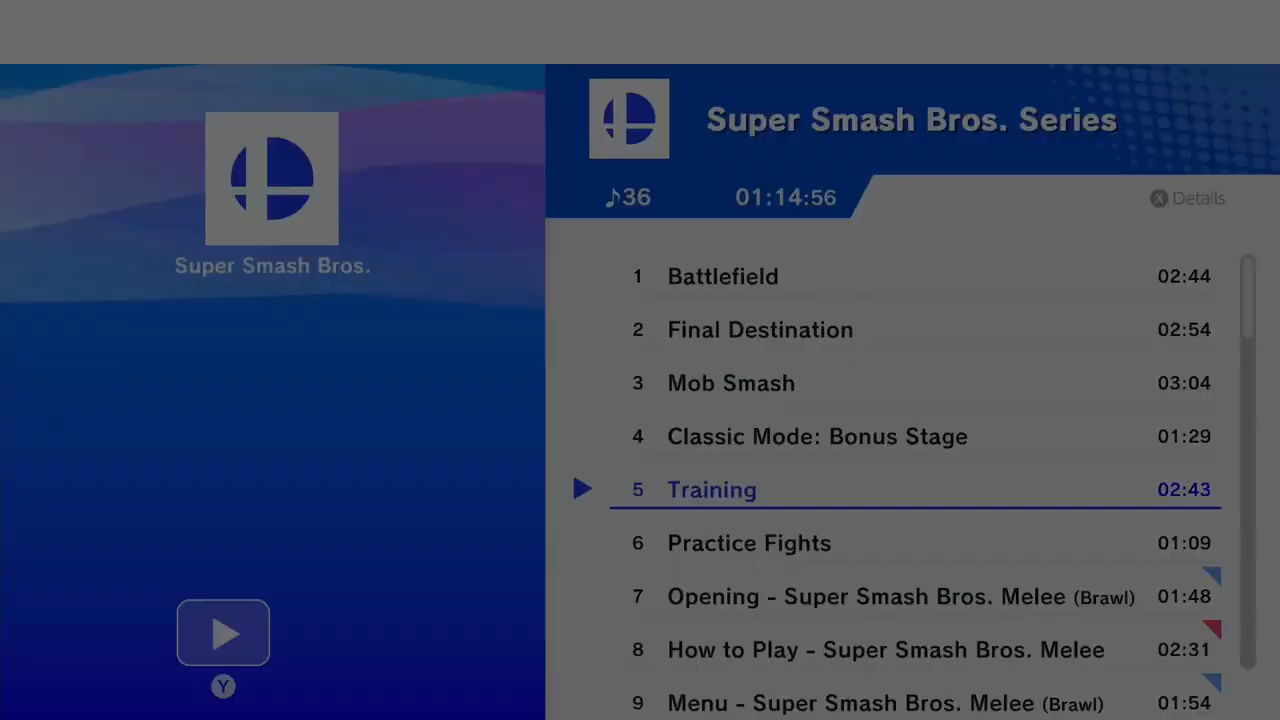 Super Smash Bros.
Y
Super Smash Bros. Series
♪36 01:14:56
X Details
1 Battlefield 02:44
2 Final Destination 02:54
3 Mob Smash 03:04
4 Classic Mode: Bonus Stage 01:29
5 Training 02:43
6 Practice Fights 01:09
7 Opening - Super Smash Bros. Melee (Brawl) 01:48
8 How to Play - Super Smash Bros. Melee 02:31
9 Menu - Super Smash Bros. Melee (Brawl) 01:54